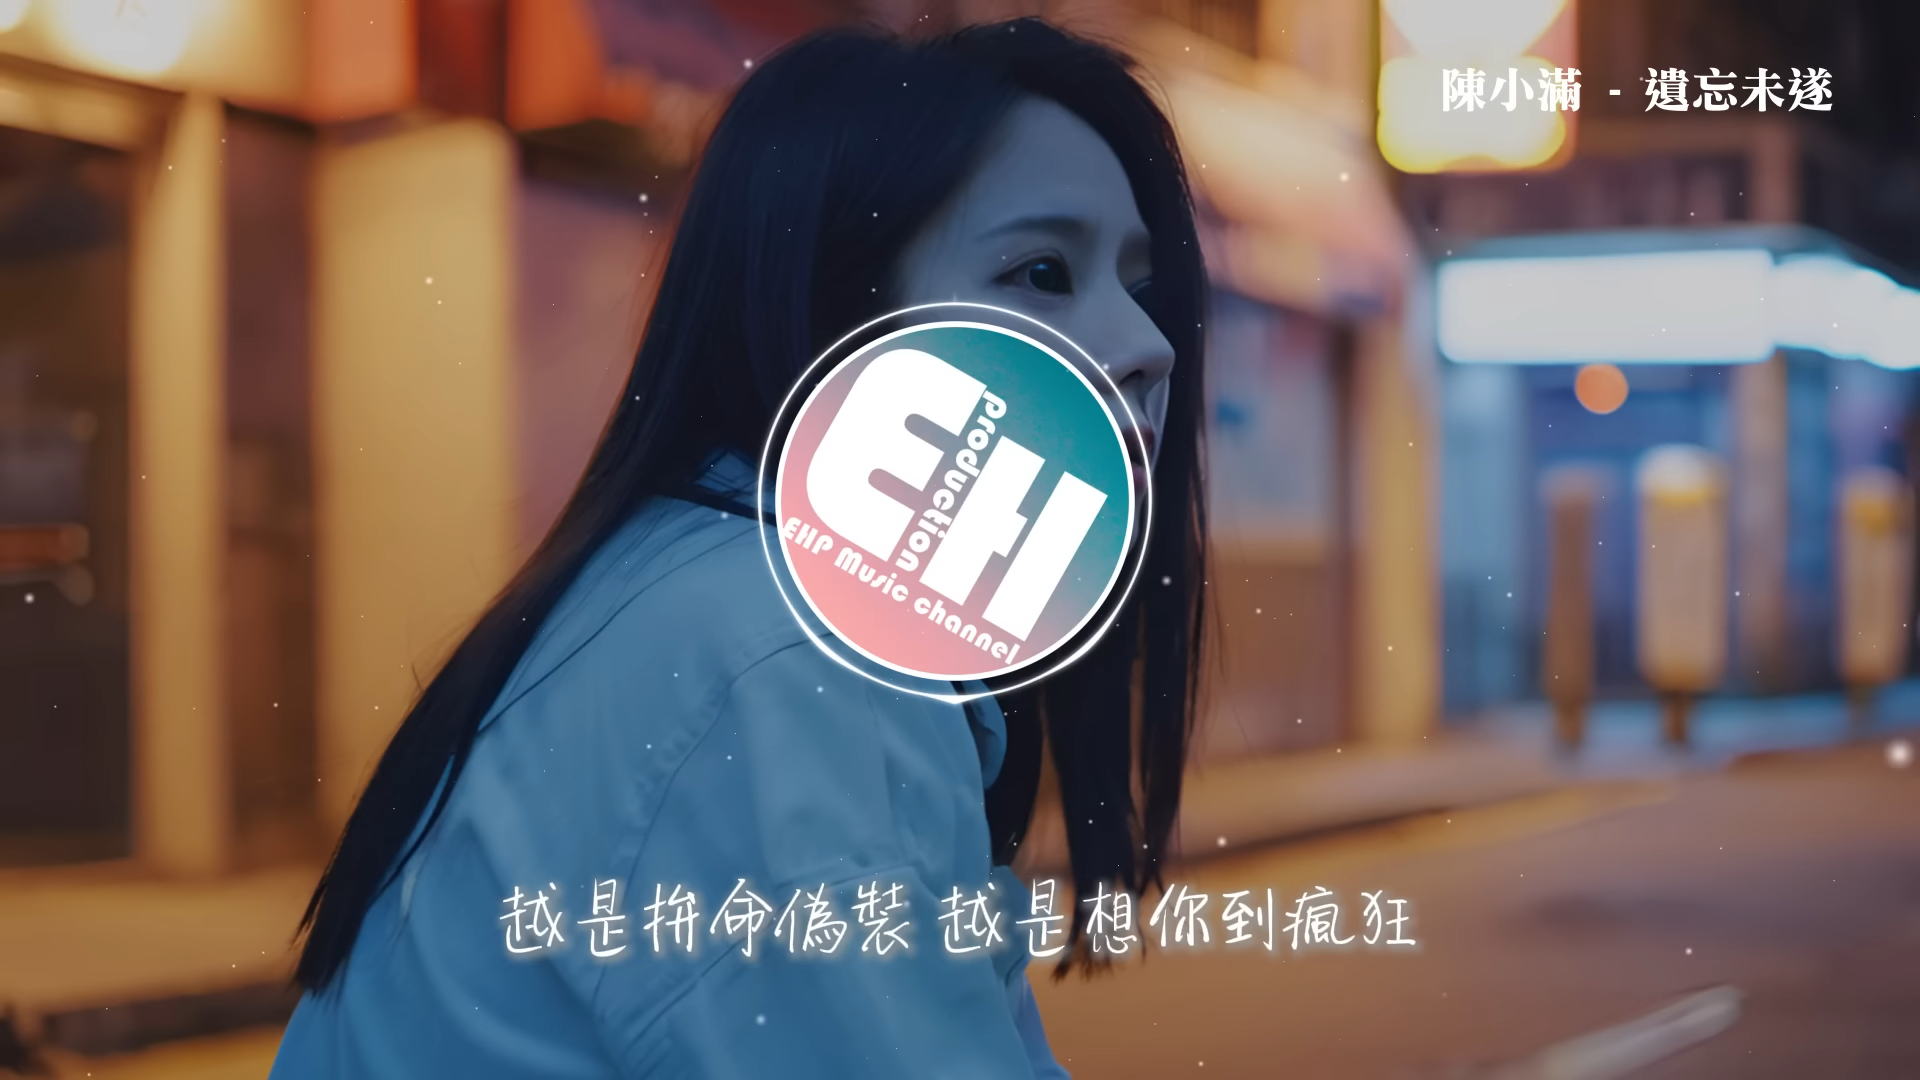 陳小滿 - 遺忘未遂
EH
Production
EHP Music channel
越是拚命偽裝 越是想你到瘋狂